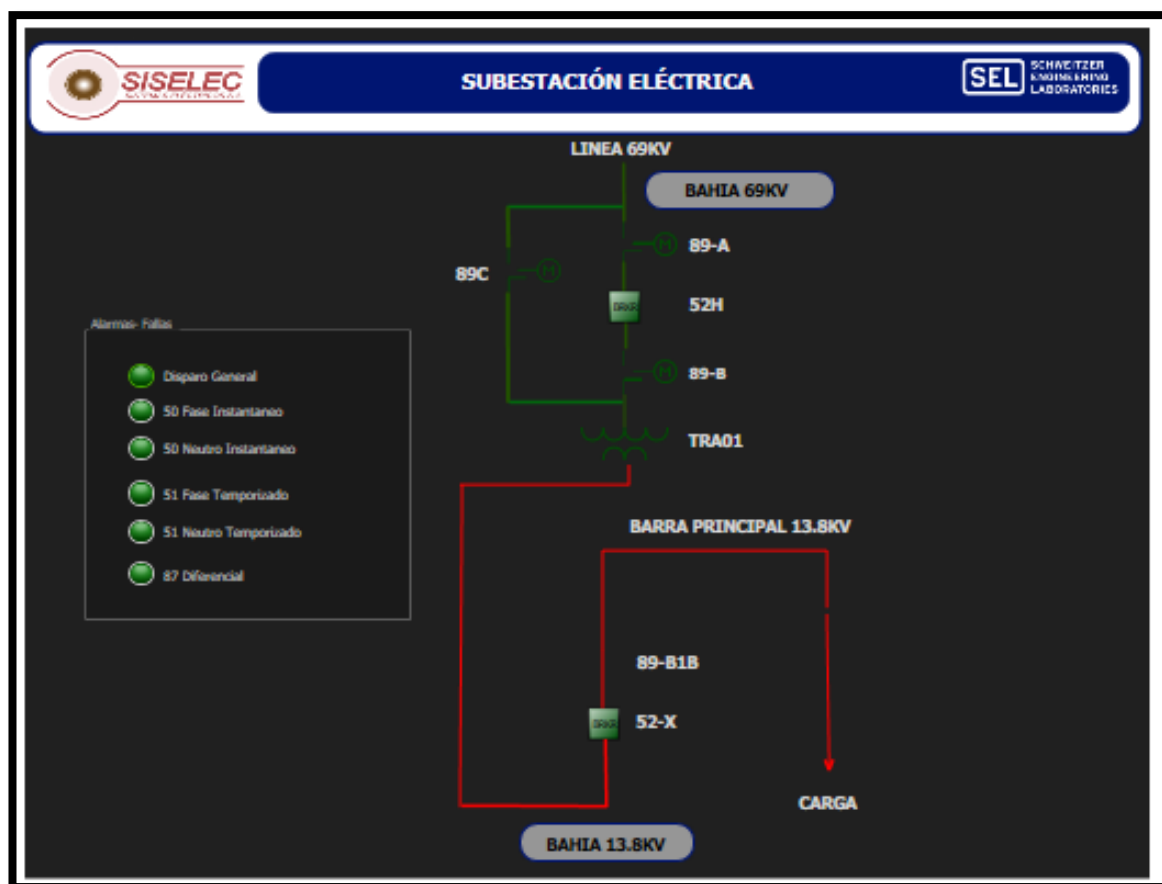 SISELEC
SUBESTACIÓN ELÉCTRICA
SEL SCHWEITZER
ENGINEERING
LABORATORIES
LINEA 69KV
BAHIA 69KV
89-A
M
89C
M
52H
BRKR
Alarmas- Fallas
89-B
M
Disparo General
50 Fase Instantaneo
50 Neutro Instantaneo
TRA01
51 Fase Temporizado
51 Neutro Temporizado
BARRA PRINCIPAL 13.8KV
87 Diferencial
89-B1B
BRKR
52-X
CARGA
BAHIA 13.8KV